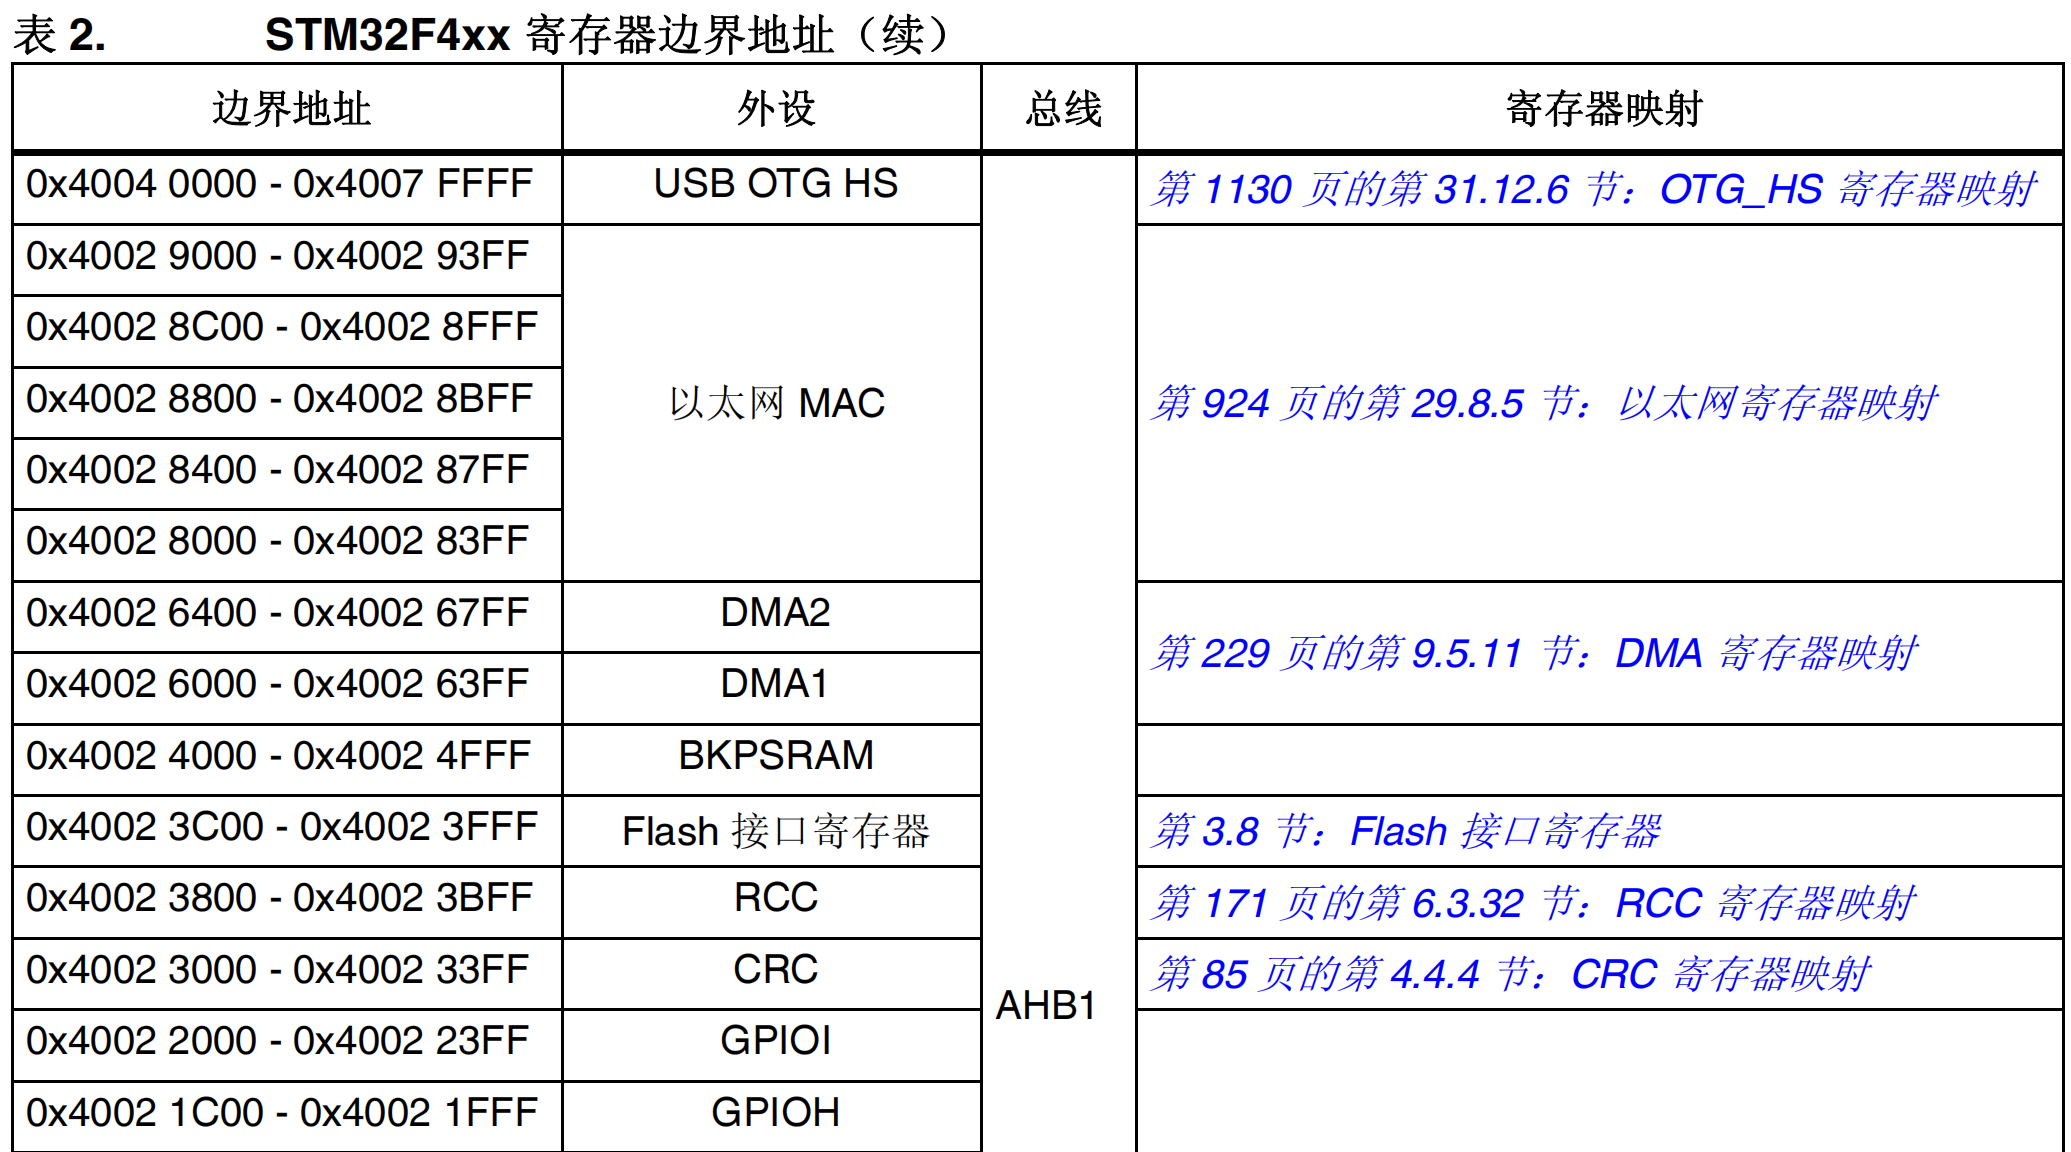 表 2. STM32F4xx 寄存器边界地址（续）
边界地址 外设 总线 寄存器映射
0x4004 0000 - 0x4007 FFFF USB OTG HS 第 1130 页的第 31.12.6 节：OTG_HS 寄存器映射
0x4002 9000 - 0x4002 93FF
0x4002 8C00 - 0x4002 8FFF
0x4002 8800 - 0x4002 8BFF 以太网 MAC 第 924 页的第 29.8.5 节：以太网寄存器映射
0x4002 8400 - 0x4002 87FF
0x4002 8000 - 0x4002 83FF
0x4002 6400 - 0x4002 67FF DMA2 第 229 页的第 9.5.11 节：DMA 寄存器映射
0x4002 6000 - 0x4002 63FF DMA1
0x4002 4000 - 0x4002 4FFF BKPSRAM
0x4002 3C00 - 0x4002 3FFF Flash 接口寄存器 第 3.8 节：Flash 接口寄存器
0x4002 3800 - 0x4002 3BFF RCC 第 171 页的第 6.3.32 节：RCC 寄存器映射
0x4002 3000 - 0x4002 33FF CRC 第 85 页的第 4.4.4 节：CRC 寄存器映射
AHB1
0x4002 2000 - 0x4002 23FF GPIOI
0x4002 1C00 - 0x4002 1FFF GPIOH